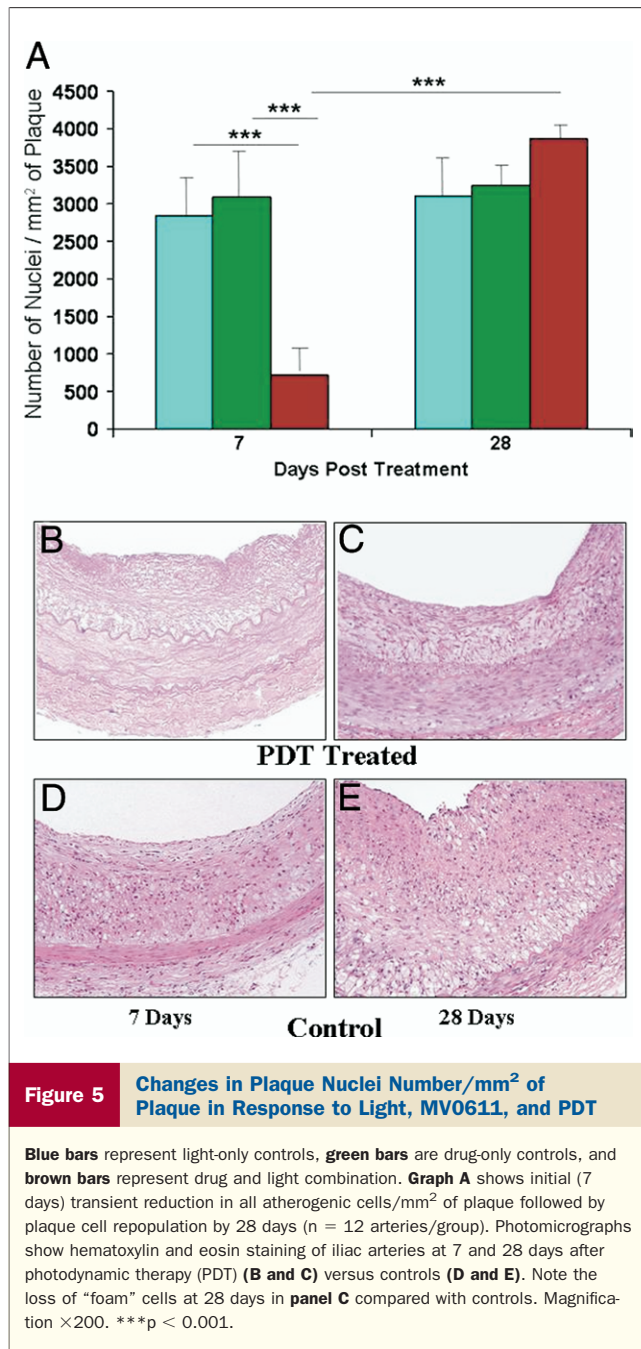 A
***
***
***
Number of Nuclei / mm² of Plaque
4500
4000
3500
3000
2500
2000
1500
1000
500
0
7
28
Days Post Treatment
B
C
PDT Treated
D
E
7 Days
Control
28 Days
Figure 5
Changes in Plaque Nuclei Number/mm² of
Plaque in Response to Light, MV0611, and PDT
Blue bars represent light-only controls, green bars are drug-only controls, and
brown bars represent drug and light combination. Graph A shows initial (7
days) transient reduction in all atherogenic cells/mm² of plaque followed by
plaque cell repopulation by 28 days (n = 12 arteries/group). Photomicrographs
show hematoxylin and eosin staining of iliac arteries at 7 and 28 days after
photodynamic therapy (PDT) (B and C) versus controls (D and E). Note the
loss of “foam” cells at 28 days in panel C compared with controls. Magnifica-
tion ×200. ***p < 0.001.